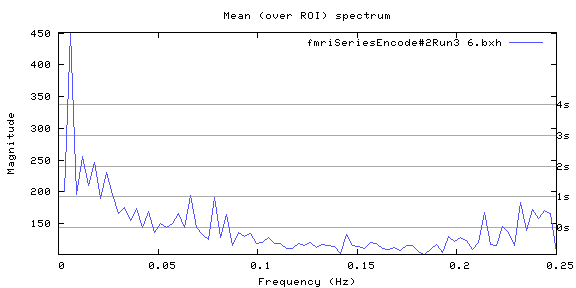 Mean (over ROI) spectrum
fmriSeriesEncode#2Run3 6.bxh
450
400
350
300
250
200
150
4s
3s
2s
1s
0s
Magnitude
0
0.05
0.1
0.15
0.2
0.25
Frequency (Hz)